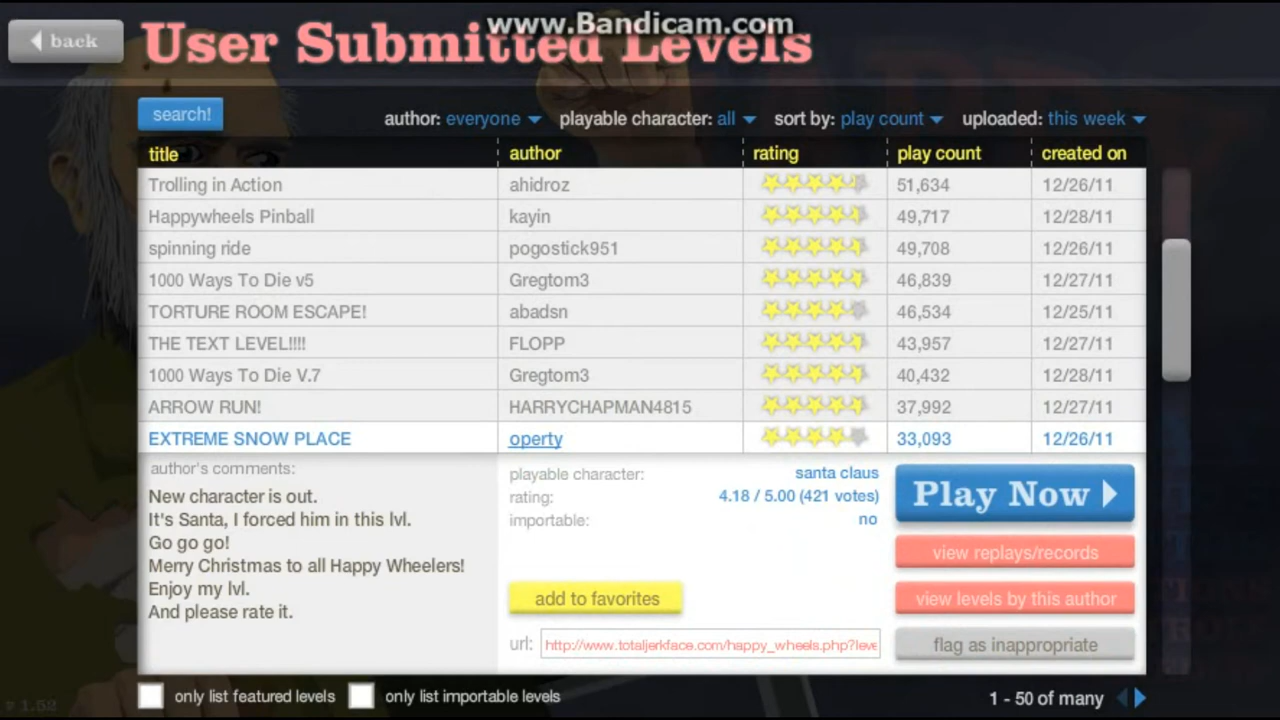 www.Bandicam.com
back
User Submitted Levels
search!
author: everyone playable character: all sort by: play count uploaded: this week
title author rating play count created on
Trolling in Action ahidroz 51,634 12/26/11
Happywheels Pinball kayin 49,717 12/28/11
spinning ride pogostick951 49,708 12/26/11
1000 Ways To Die v5 Gregtom3 46,839 12/27/11
TORTURE ROOM ESCAPE! abadsn 46,534 12/25/11
THE TEXT LEVEL!!!! FLOPP 43,957 12/27/11
1000 Ways To Die V.7 Gregtom3 40,432 12/28/11
ARROW RUN! HARRYCHAPMAN4815 37,992 12/27/11
EXTREME SNOW PLACE operty 33,093 12/26/11
author's comments:
New character is out.
It's Santa, I forced him in this lvl.
Go go go!
Merry Christmas to all Happy Wheelers!
Enjoy my lvl.
And please rate it.
playable character: santa claus
rating: 4.18 / 5.00 (421 votes)
importable: no
add to favorites
url: http://www.totaljerkface.com/happy_wheels.php?leve
Play Now
view replays/records
view levels by this author
flag as inappropriate
only list featured levels only list importable levels
1 - 50 of many
v 1.52